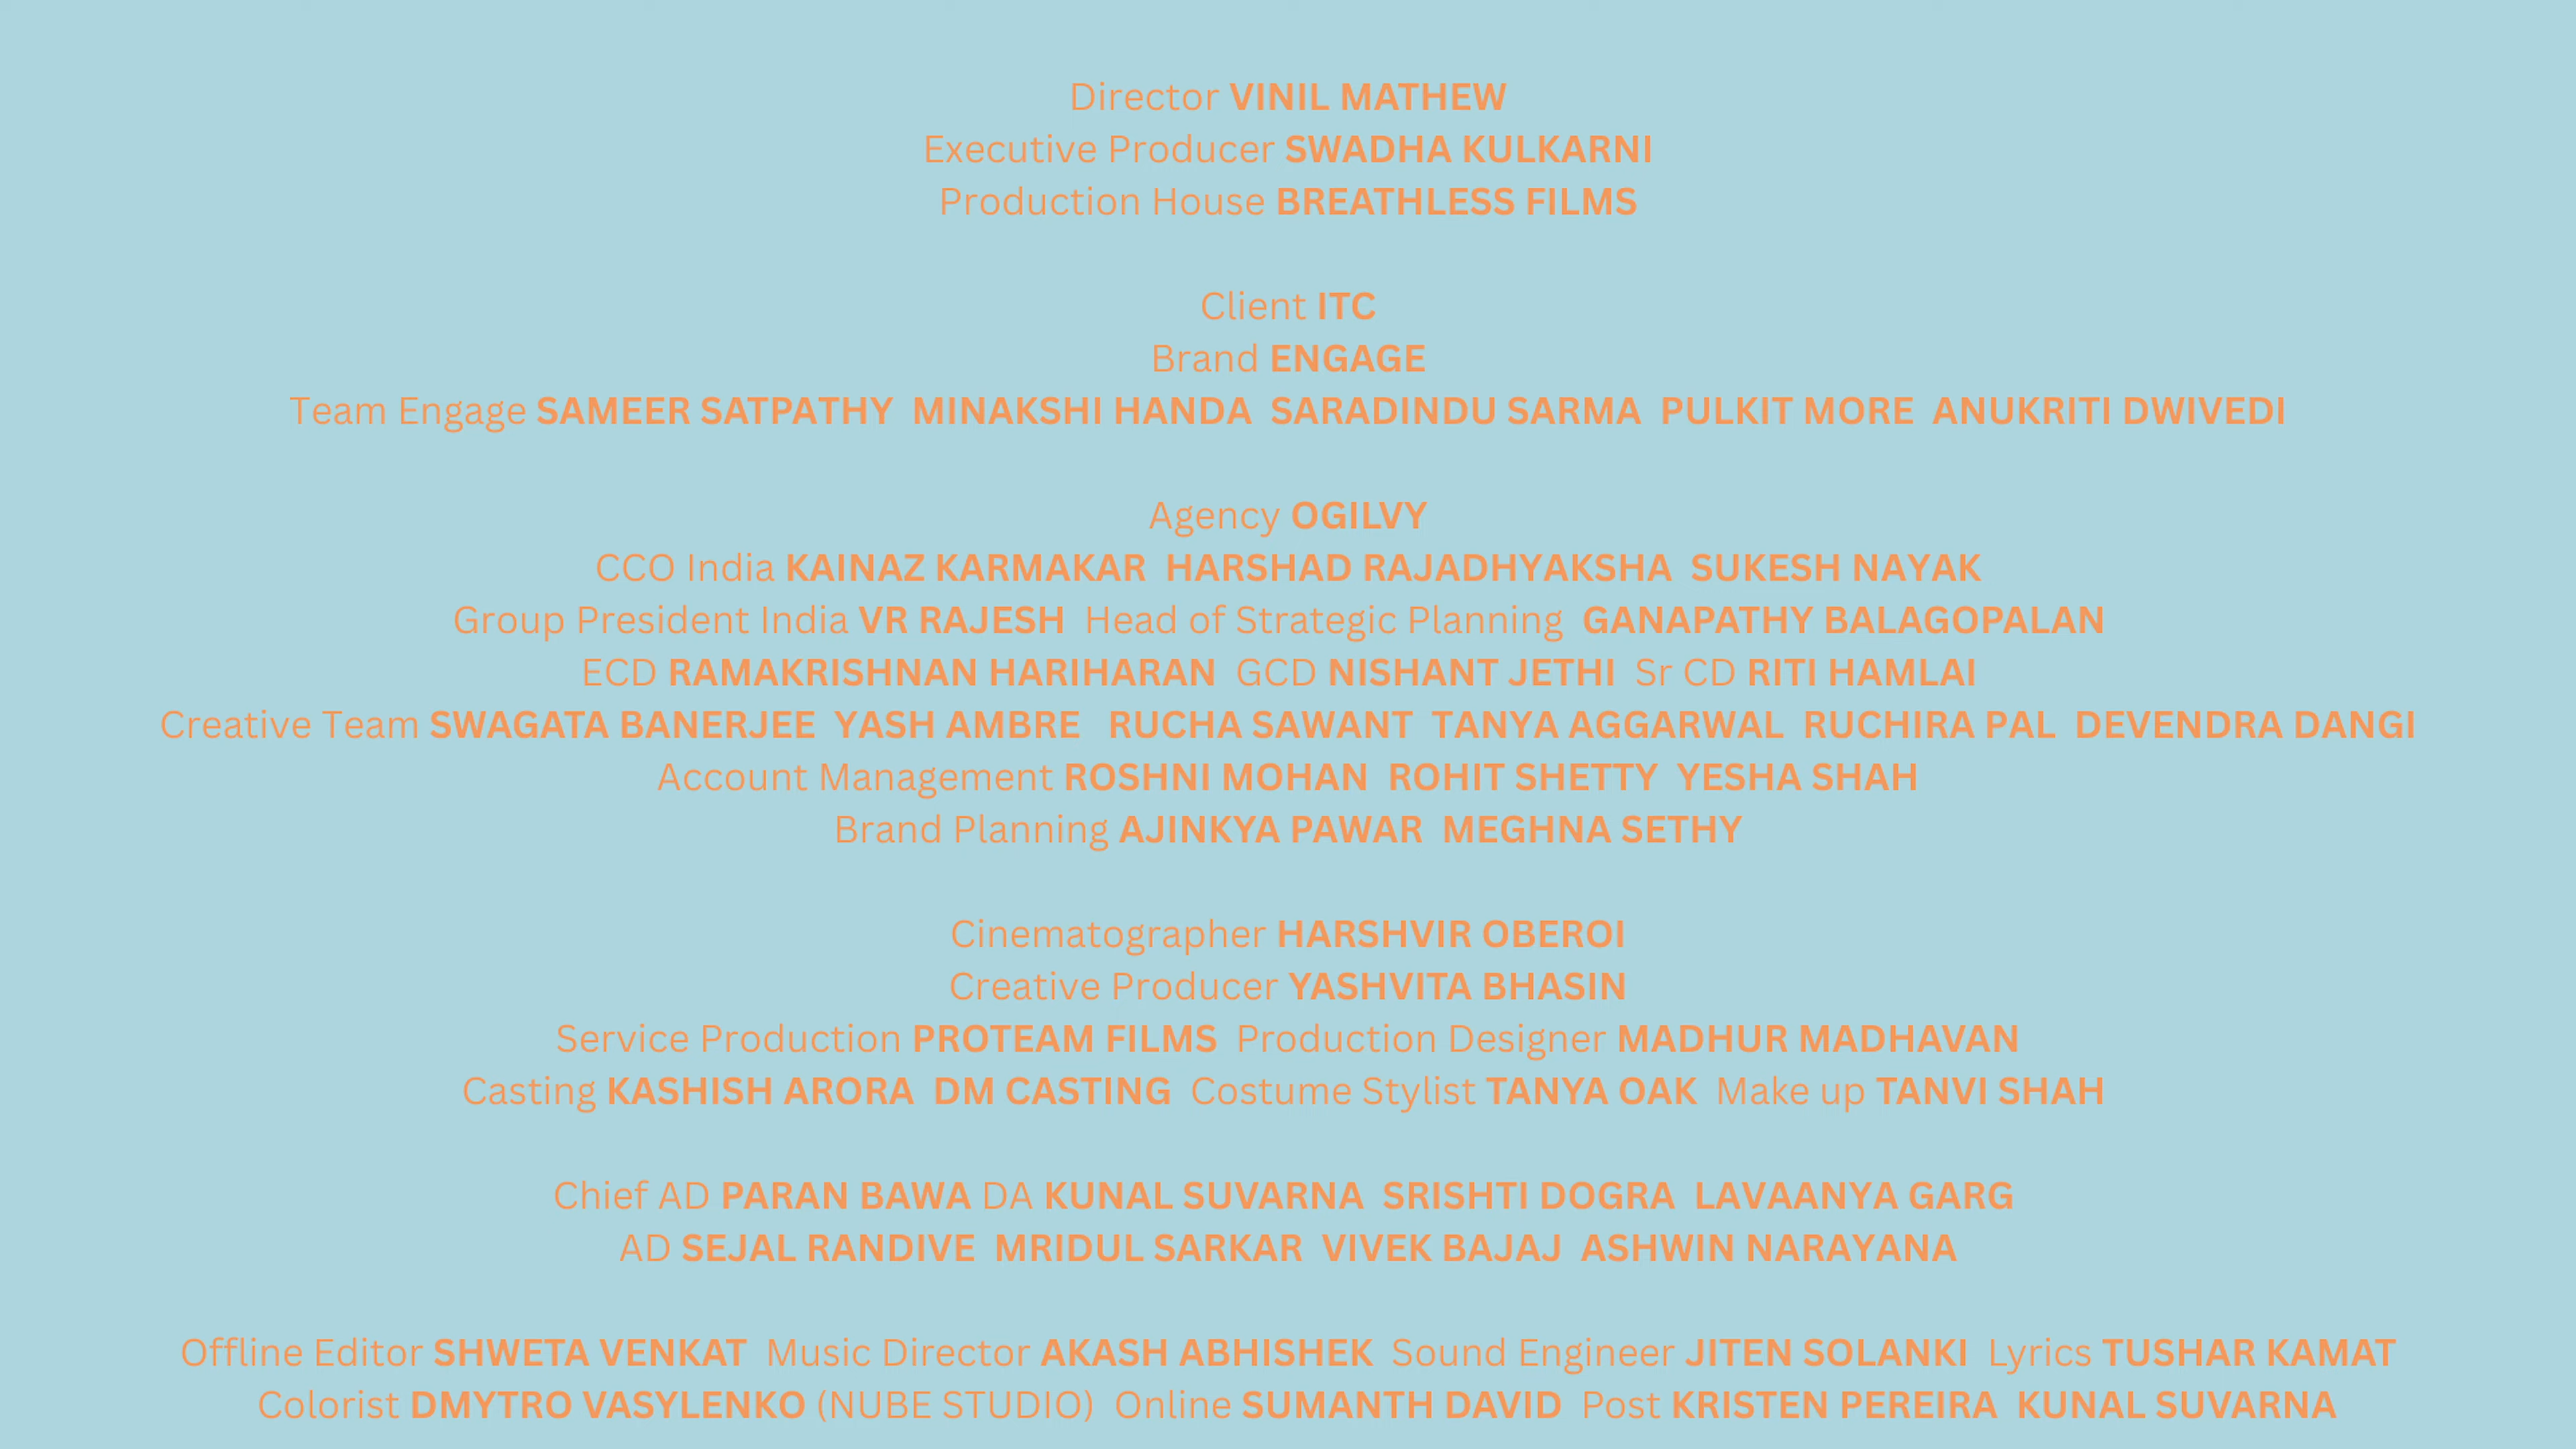 Director VINIL MATHEW
Executive Producer SWADHA KULKARNI
Production House BREATHLESS FILMS
Client ITC
Brand ENGAGE
Team Engage SAMEER SATPATHY MINAKSHI HANDA SARADINDU SARMA PULKIT MORE ANUKRITI DWIVEDI
Agency OGILVY
CCO India KAINAZ KARMAKAR HARSHAD RAJADHYAKSHA SUKESH NAYAK
Group President India VR RAJESH Head of Strategic Planning GANAPATHY BALAGOPALAN
ECD RAMAKRISHNAN HARIHARAN GCD NISHANT JETHI Sr CD RITI HAMLAI
Creative Team SWAGATA BANERJEE YASH AMBRE RUCHA SAWANT TANYA AGGARWAL RUCHIRA PAL DEVENDRA DANGI
Account Management ROSHNI MOHAN ROHIT SHETTY YESHA SHAH
Brand Planning AJINKYA PAWAR MEGHNA SETHY
Cinematographer HARSHVIR OBEROI
Creative Producer YASHVITA BHASIN
Service Production PROTEAM FILMS Production Designer MADHUR MADHAVAN
Casting KASHISH ARORA DM CASTING Costume Stylist TANYA OAK Make up TANVI SHAH
Chief AD PARAN BAWA DA KUNAL SUVARNA SRISHTI DOGRA LAVAANYA GARG
AD SEJAL RANDIVE MRIDUL SARKAR VIVEK BAJAJ ASHWIN NARAYANA
Offline Editor SHWETA VENKAT Music Director AKASH ABHISHEK Sound Engineer JITEN SOLANKI Lyrics TUSHAR KAMAT
Colorist DMYTRO VASYLENKO (NUBE STUDIO) Online SUMANTH DAVID Post KRISTEN PEREIRA KUNAL SUVARNA